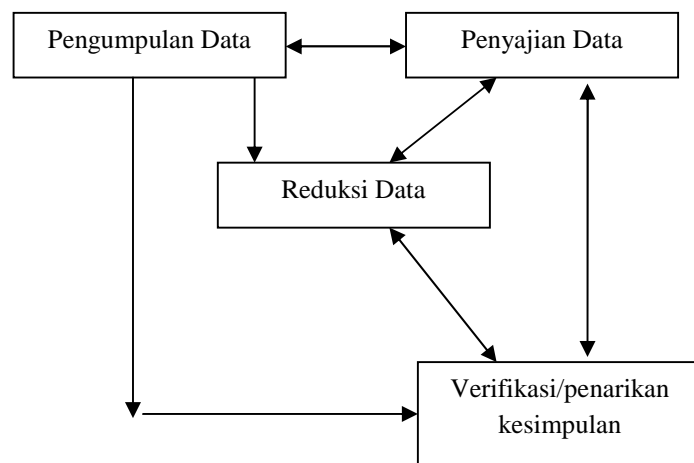 Pengumpulan Data
Penyajian Data
Reduksi Data
Verifikasi/penarikan
kesimpulan